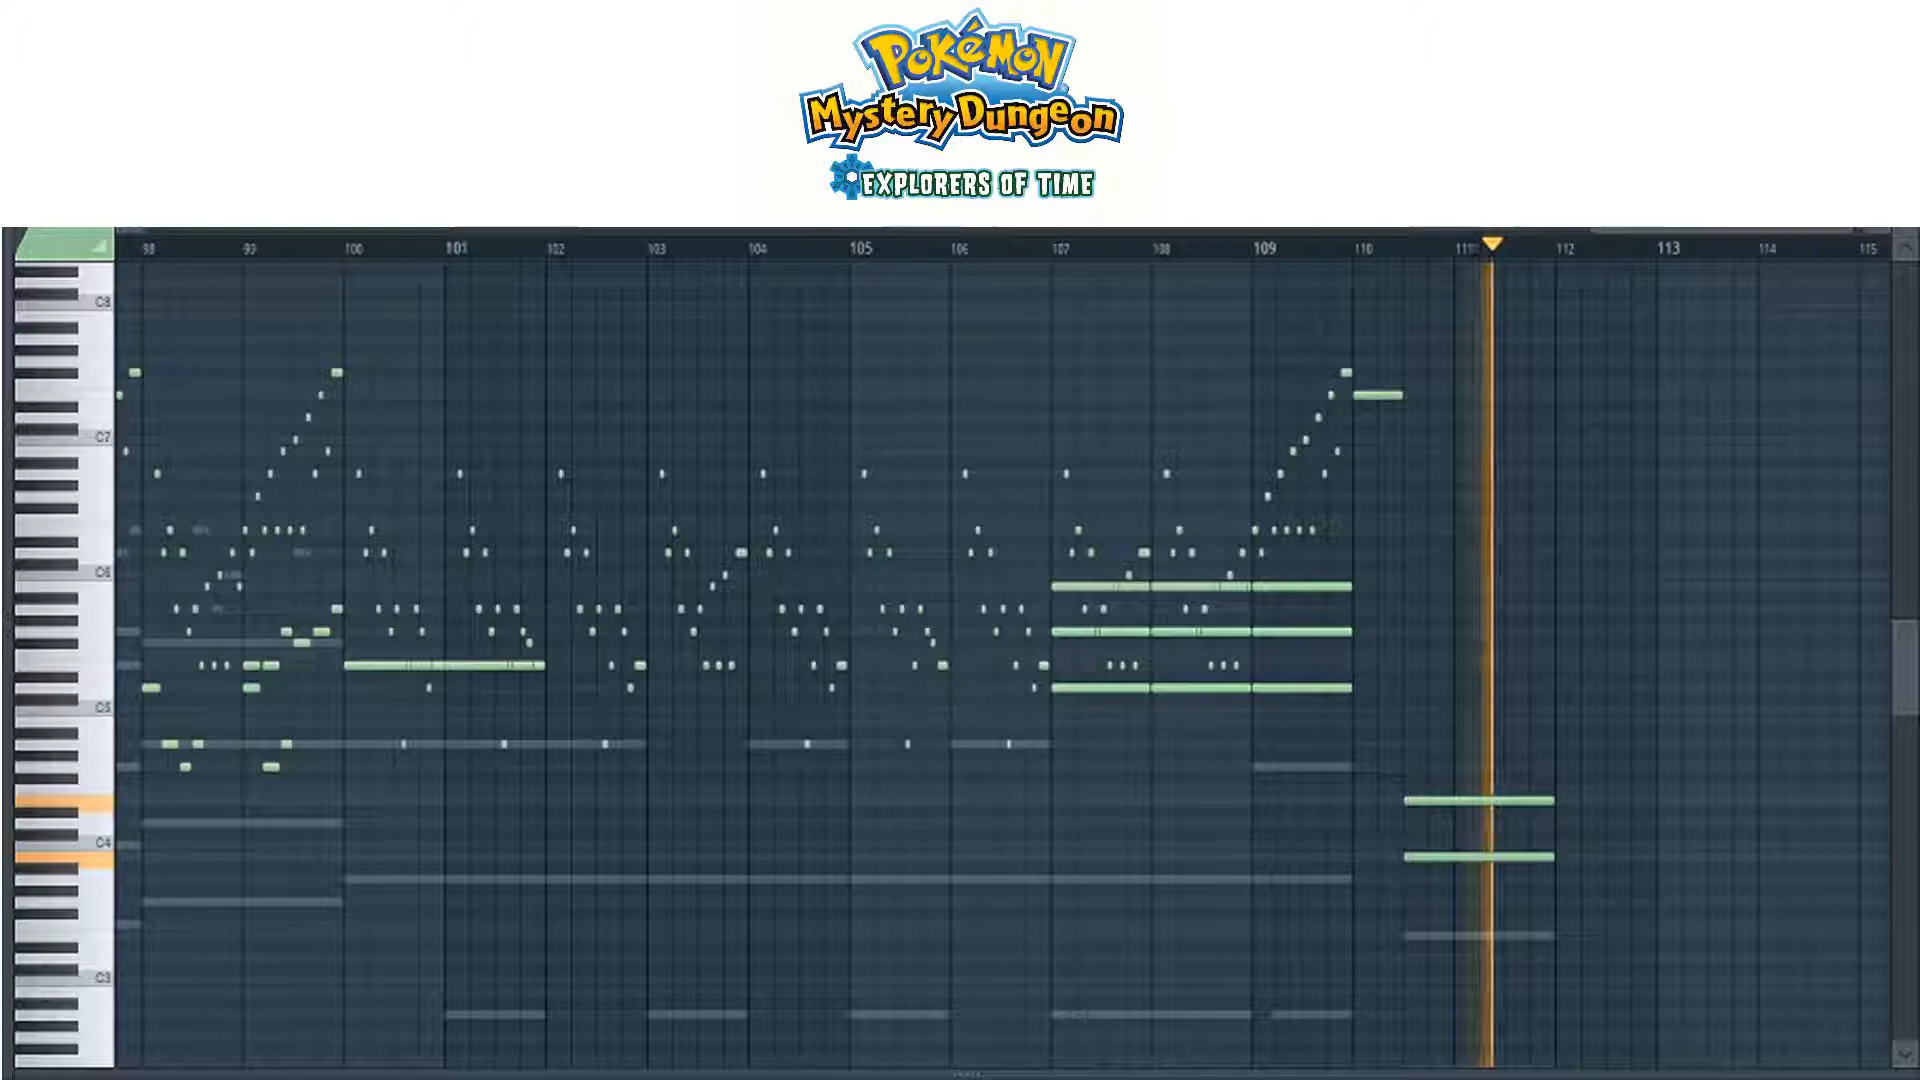 POKéMON
Mystery Dungeon
EXPLORERS OF TIME
98 99 100 101 102 103 104 105 106 107 108 109 110 111 112 113 114 115
C8
C7
C6
C5
C4
C3